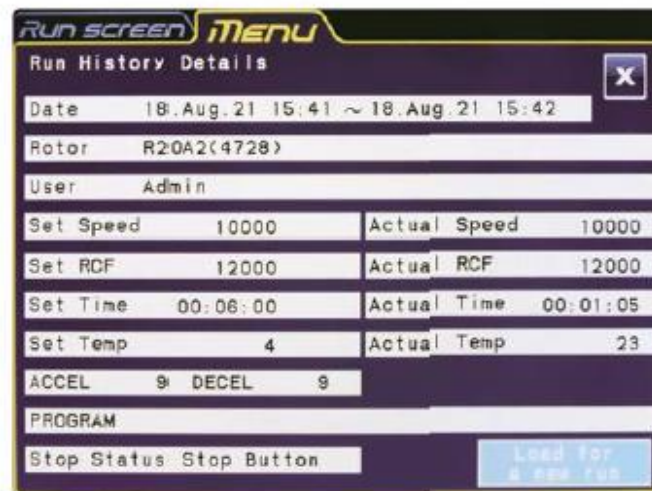 Run screen Menu
Run History Details
X
Date 18.Aug.21 15:41 ~ 18.Aug.21 15:42
Rotor R20A2(4728)
User Admin
Set Speed 10000 Actual Speed 10000
Set RCF 12000 Actual RCF 12000
Set Time 00:06:00 Actual Time 00:01:05
Set Temp 4 Actual Temp 23
ACCEL 9 DECEL 9
PROGRAM
Stop Status Stop Button
Load for
a new run